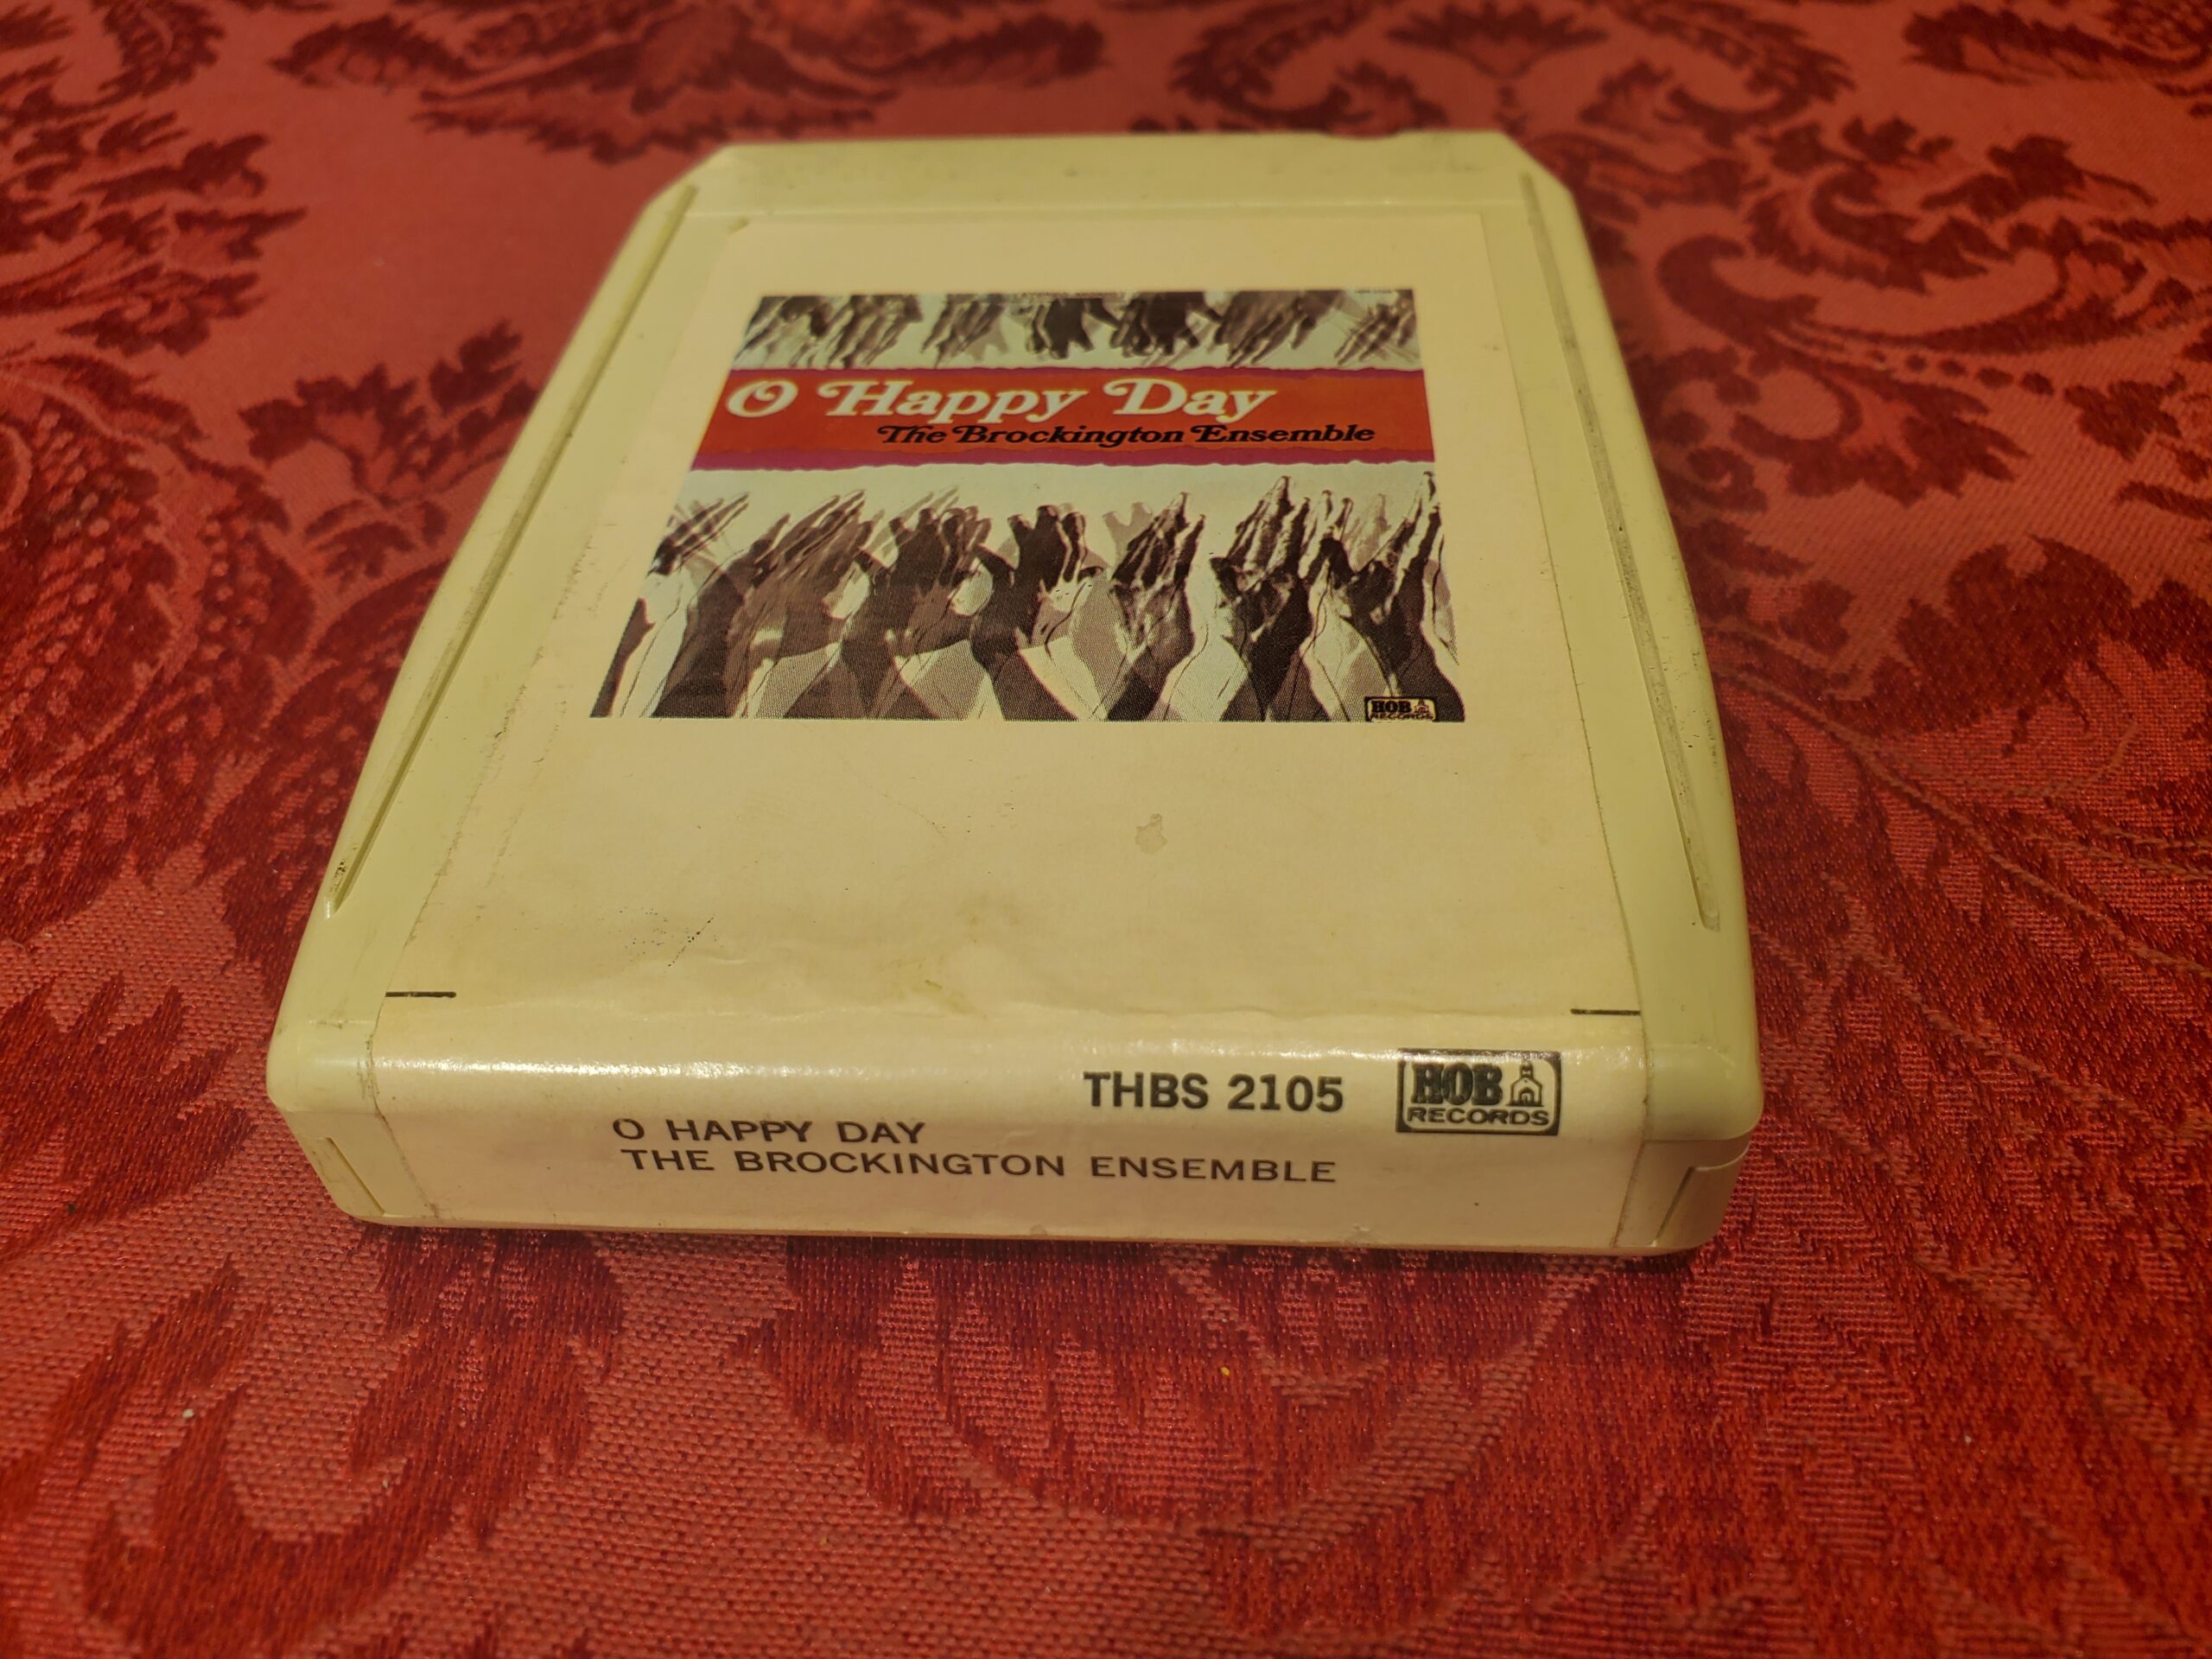 O Happy Day
The Brockington Ensemble
HOB
RECORDS
THBS 2105
HOB
RECORDS
O HAPPY DAY
THE BROCKINGTON ENSEMBLE